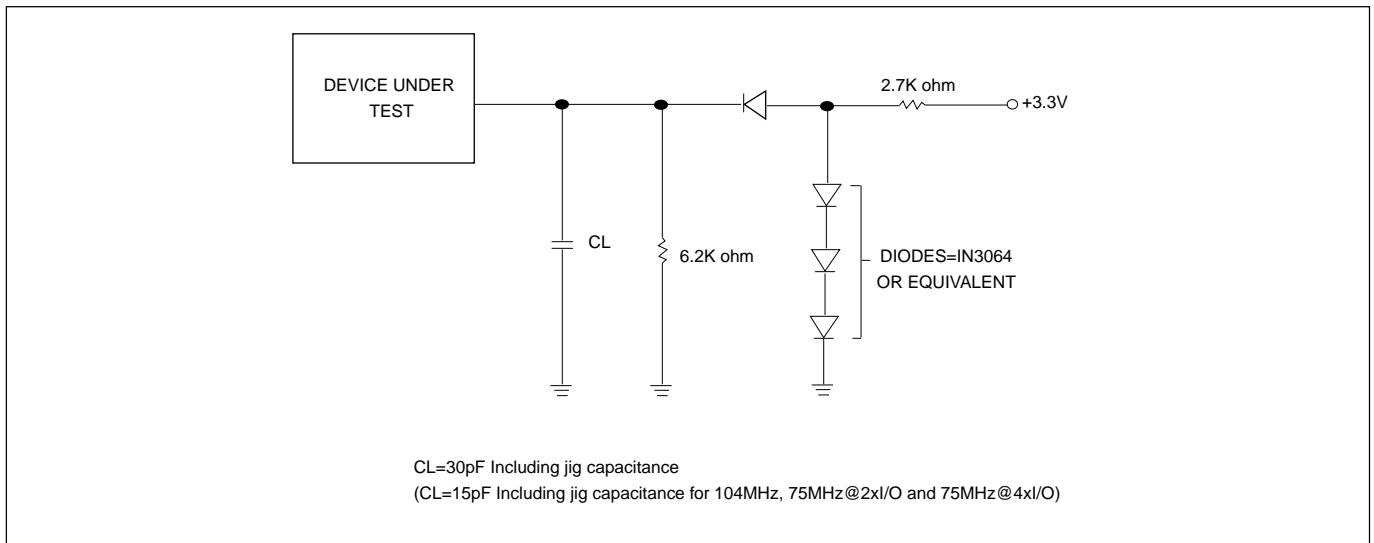 DEVICE UNDER
TEST
2.7K ohm
+3.3V
CL
6.2K ohm
DIODES=IN3064
OR EQUIVALENT
CL=30pF Including jig capacitance
(CL=15pF Including jig capacitance for 104MHz, 75MHz@2xI/O and 75MHz@4xI/O)